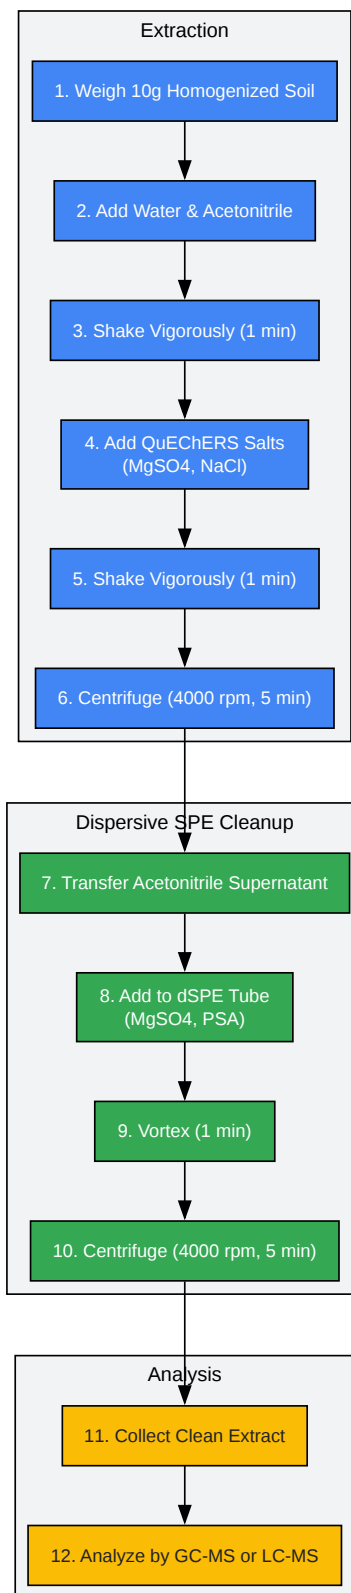 Extraction
1. Weigh 10g Homogenized Soil
2. Add Water & Acetonitrile
3. Shake Vigorously (1 min)
4. Add QuEChERS Salts
(MgSO4, NaCl)
5. Shake Vigorously (1 min)
6. Centrifuge (4000 rpm, 5 min)
Dispersive SPE Cleanup
7. Transfer Acetonitrile Supernatant
8. Add to dSPE Tube
(MgSO4, PSA)
9. Vortex (1 min)
10. Centrifuge (4000 rpm, 5 min)
Analysis
11. Collect Clean Extract
12. Analyze by GC-MS or LC-MS